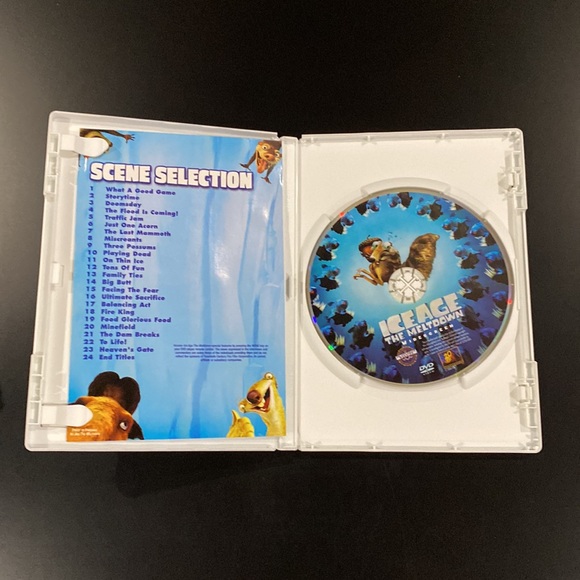 SCENE SELECTION
1 What A Good Game
2 Storytime
3 Doomsday
4 The Flood Is Coming!
5 Traffic Jam
6 Just One Acorn
7 The Last Mammoth
8 Miscreants
9 Three Possums
10 Playing Dead
11 On Thin Ice
12 Tons Of Fun
13 Family Ties
14 Big Butt
15 Facing The Fear
16 Ultimate Sacrifice
17 Balancing Act
18 Fire King
19 Food Glorious Food
20 Minefield
21 The Dam Breaks
22 To Life!
23 Heaven's Gate
24 End Titles
ICE AGE
THE MELTDOWN
WIDESCREEN
DVD